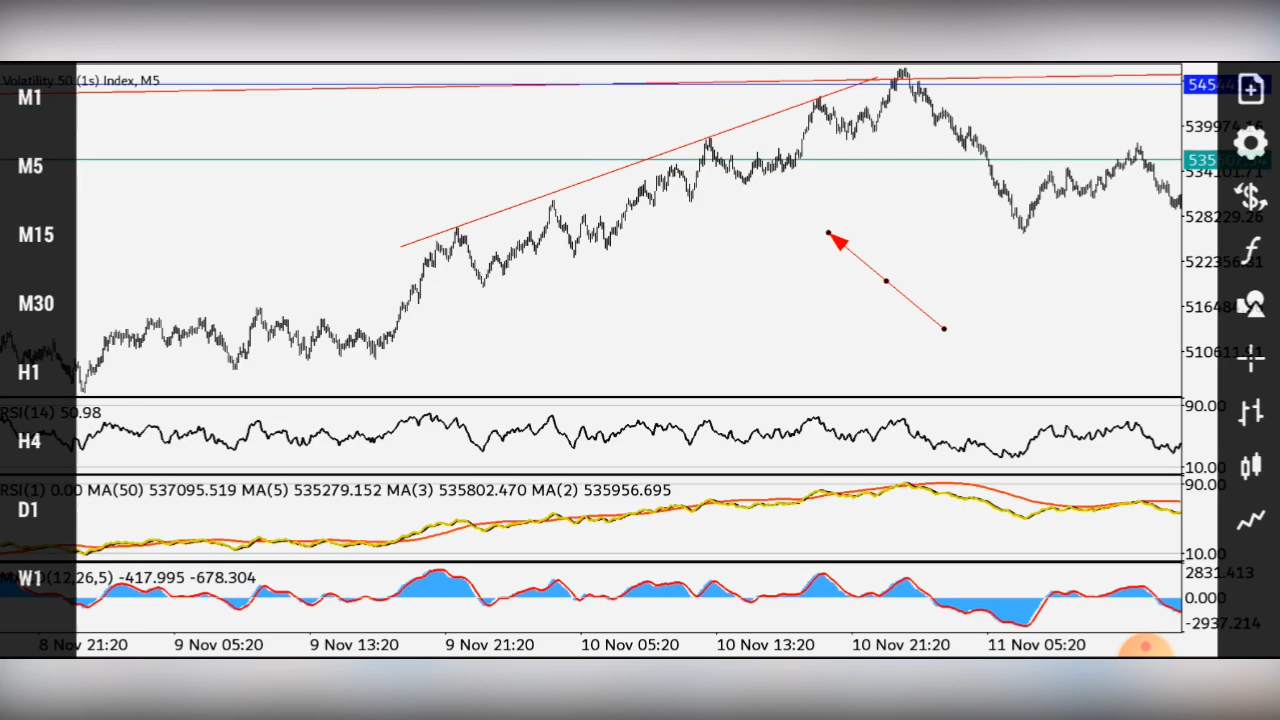 Volatility 50 (1s) Index, M5
M1
M5
M15
M30
H1
H4
D1
W1
539974.16
534101.71
528229.26
510611.91
RSI(14) 50.98
90.00
10.00
RSI(1) 0.00 MA(50) 537095.519 MA(5) 535279.152 MA(3) 535802.470 MA(2) 535956.695
90.00
10.00
(12,26,5) -417.995 -678.304
2831.413
0.000
-2937.214
8 Nov 21:20 9 Nov 05:20 9 Nov 13:20 9 Nov 21:20 10 Nov 05:20 10 Nov 13:20 10 Nov 21:20 11 Nov 05:20